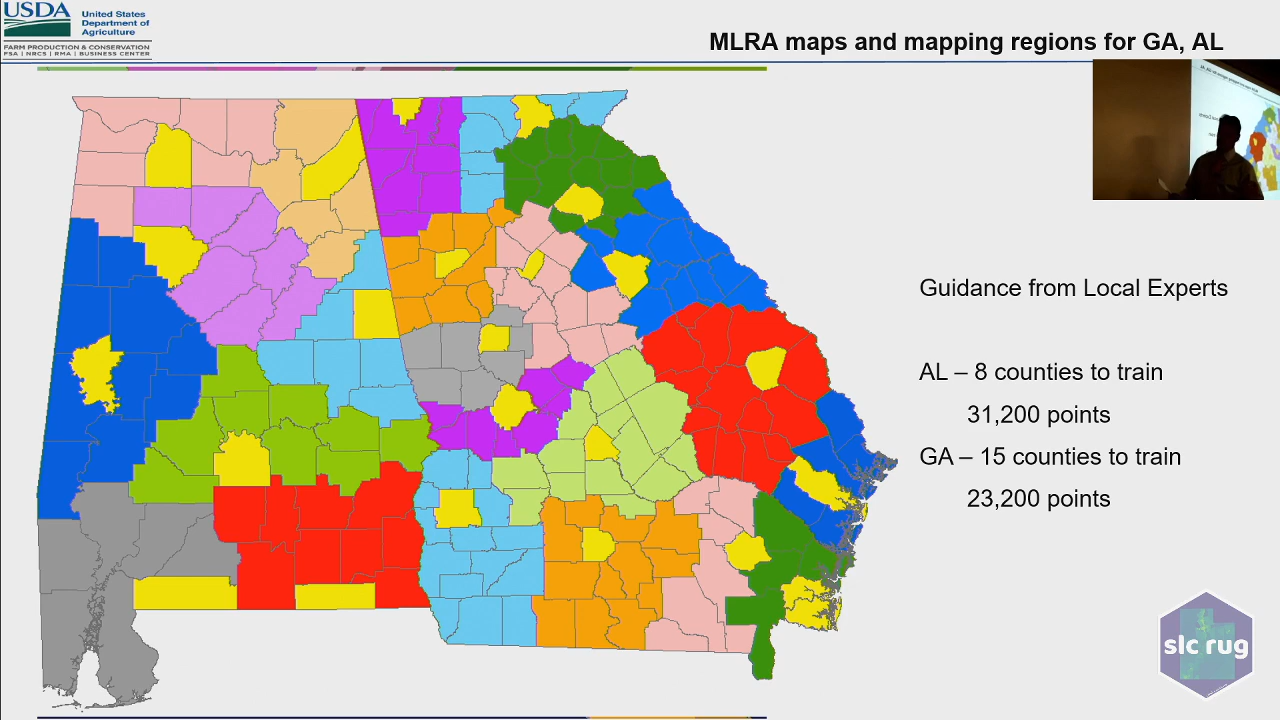 USDA
United States
Department of
Agriculture
FARM PRODUCTION & CONSERVATION
FSA | NRCS | RMA | BUSINESS CENTER
MLRA maps and mapping regions for GA, AL
Guidance from Local Experts
AL – 8 counties to train
31,200 points
GA – 15 counties to train
23,200 points
slc rug